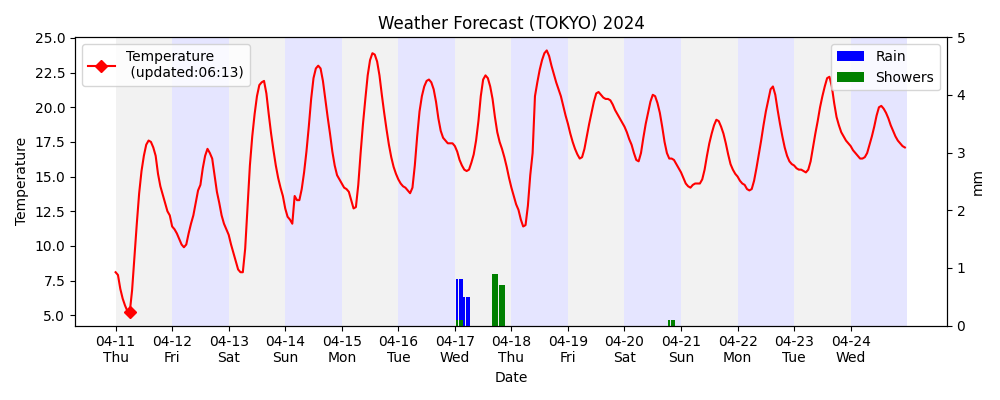 Weather Forecast (TOKYO) 2024
Temperature
(updated:06:13)
Rain
Showers
Temperature
25.0
22.5
20.0
17.5
15.0
12.5
10.0
7.5
5.0
5
4
3
2
1
0
mm
04-11 04-12 04-13 04-14 04-15 04-16 04-17 04-18 04-19 04-20 04-21 04-22 04-23 04-24
Thu Fri Sat Sun Mon Tue Wed Thu Fri Sat Sun Mon Tue Wed
Date